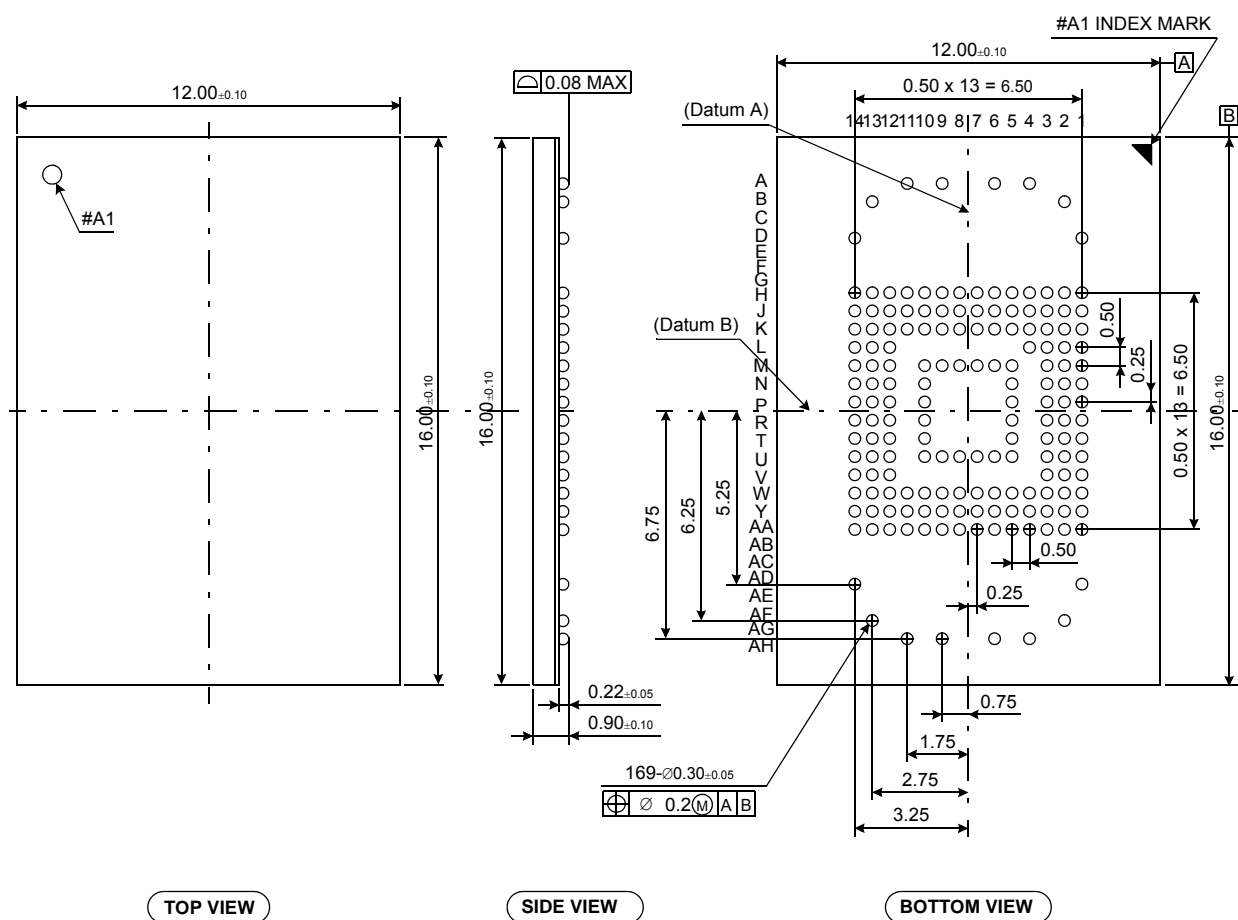 #A1 INDEX MARK
12.00±0.10
12.00±0.10
A
0.08 MAX
0.50 x 13 = 6.50
(Datum A)
B
14 13 12 11 10 9 8 7 6 5 4 3 2 1
#A1
A
B
C
D
E
F
G
H
J
K
L
M
N
P
R
T
U
V
W
Y
AA
AB
AC
AD
AE
AF
AG
AH
(Datum B)
0.50
0.25
0.50 x 13 = 6.50
16.00±0.10
16.00±0.10
16.00±0.10
5.25
6.25
6.75
0.50
0.25
0.22±0.05
0.90±0.10
0.75
1.75
169-∅0.30±0.05
2.75
∅ 0.2 M A B
3.25
TOP VIEW
SIDE VIEW
BOTTOM VIEW